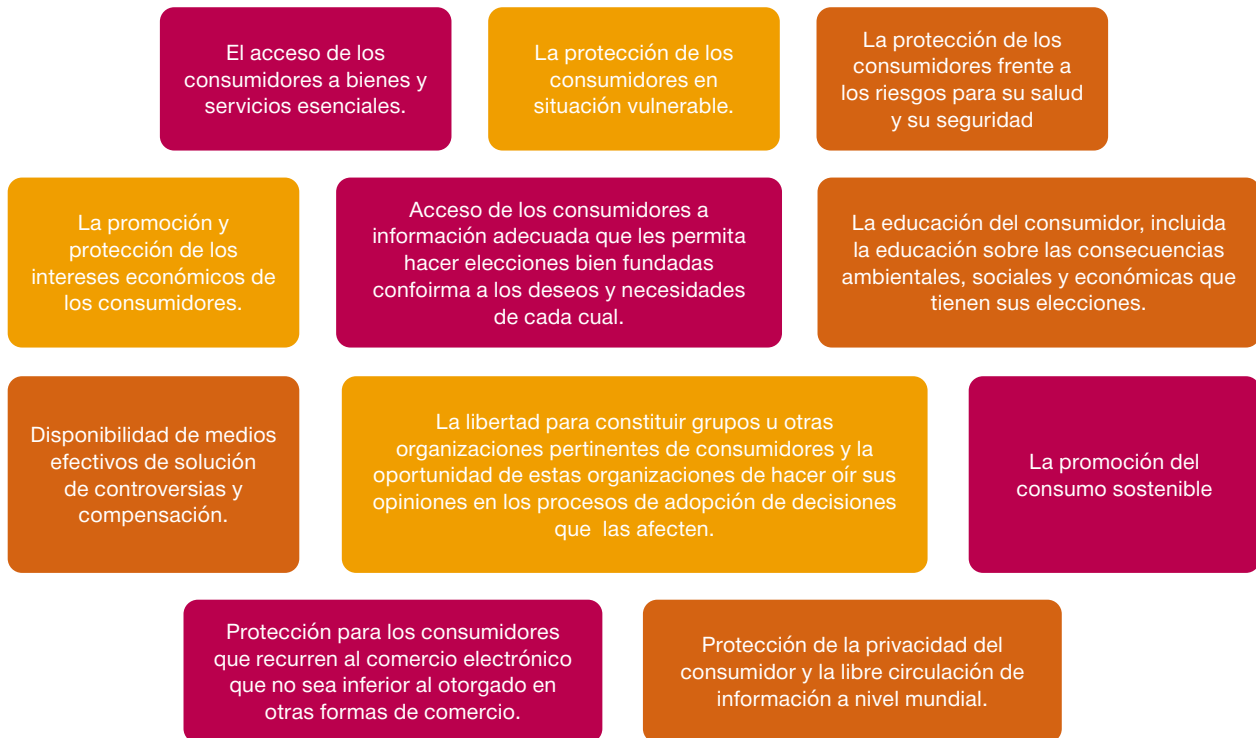 El acceso de los
consumidores a bienes y
servicios esenciales.
La protección de los
consumidores en
situación vulnerable.
La protección de los
consumidores frente a
los riesgos para su salud
y su seguridad
La promoción y
protección de los
intereses económicos de
los consumidores.
Acceso de los consumidores a
información adecuada que les permita
hacer elecciones bien fundadas
confoirma a los deseos y necesidades
de cada cual.
La educación del consumidor, incluida
la educación sobre las consecuencias
ambientales, sociales y económicas que
tienen sus elecciones.
Disponibilidad de medios
efectivos de solución
de controversias y
compensación.
La libertad para constituir grupos u otras
organizaciones pertinentes de consumidores y la
oportunidad de estas organizaciones de hacer oír sus
opiniones en los procesos de adopción de decisiones
que las afecten.
La promoción del
consumo sostenible
Protección para los consumidores
que recurren al comercio electrónico
que no sea inferior al otorgado en
otras formas de comercio.
Protección de la privacidad del
consumidor y la libre circulación de
información a nivel mundial.